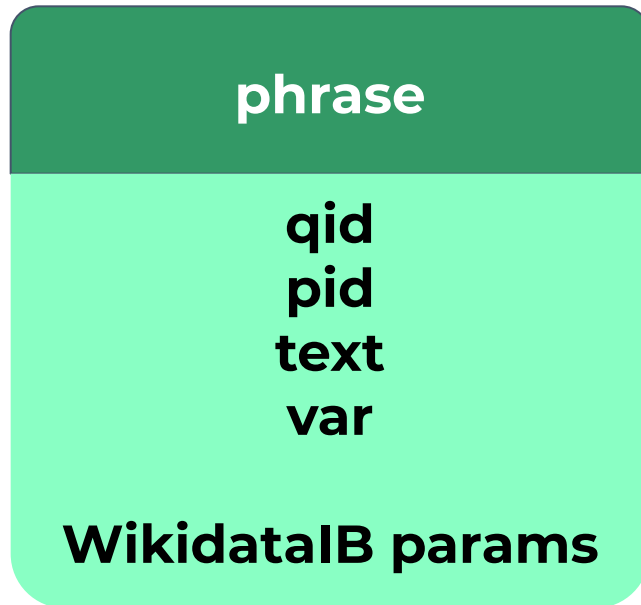 phrase
qid
pid
text
var
WikidataIB params